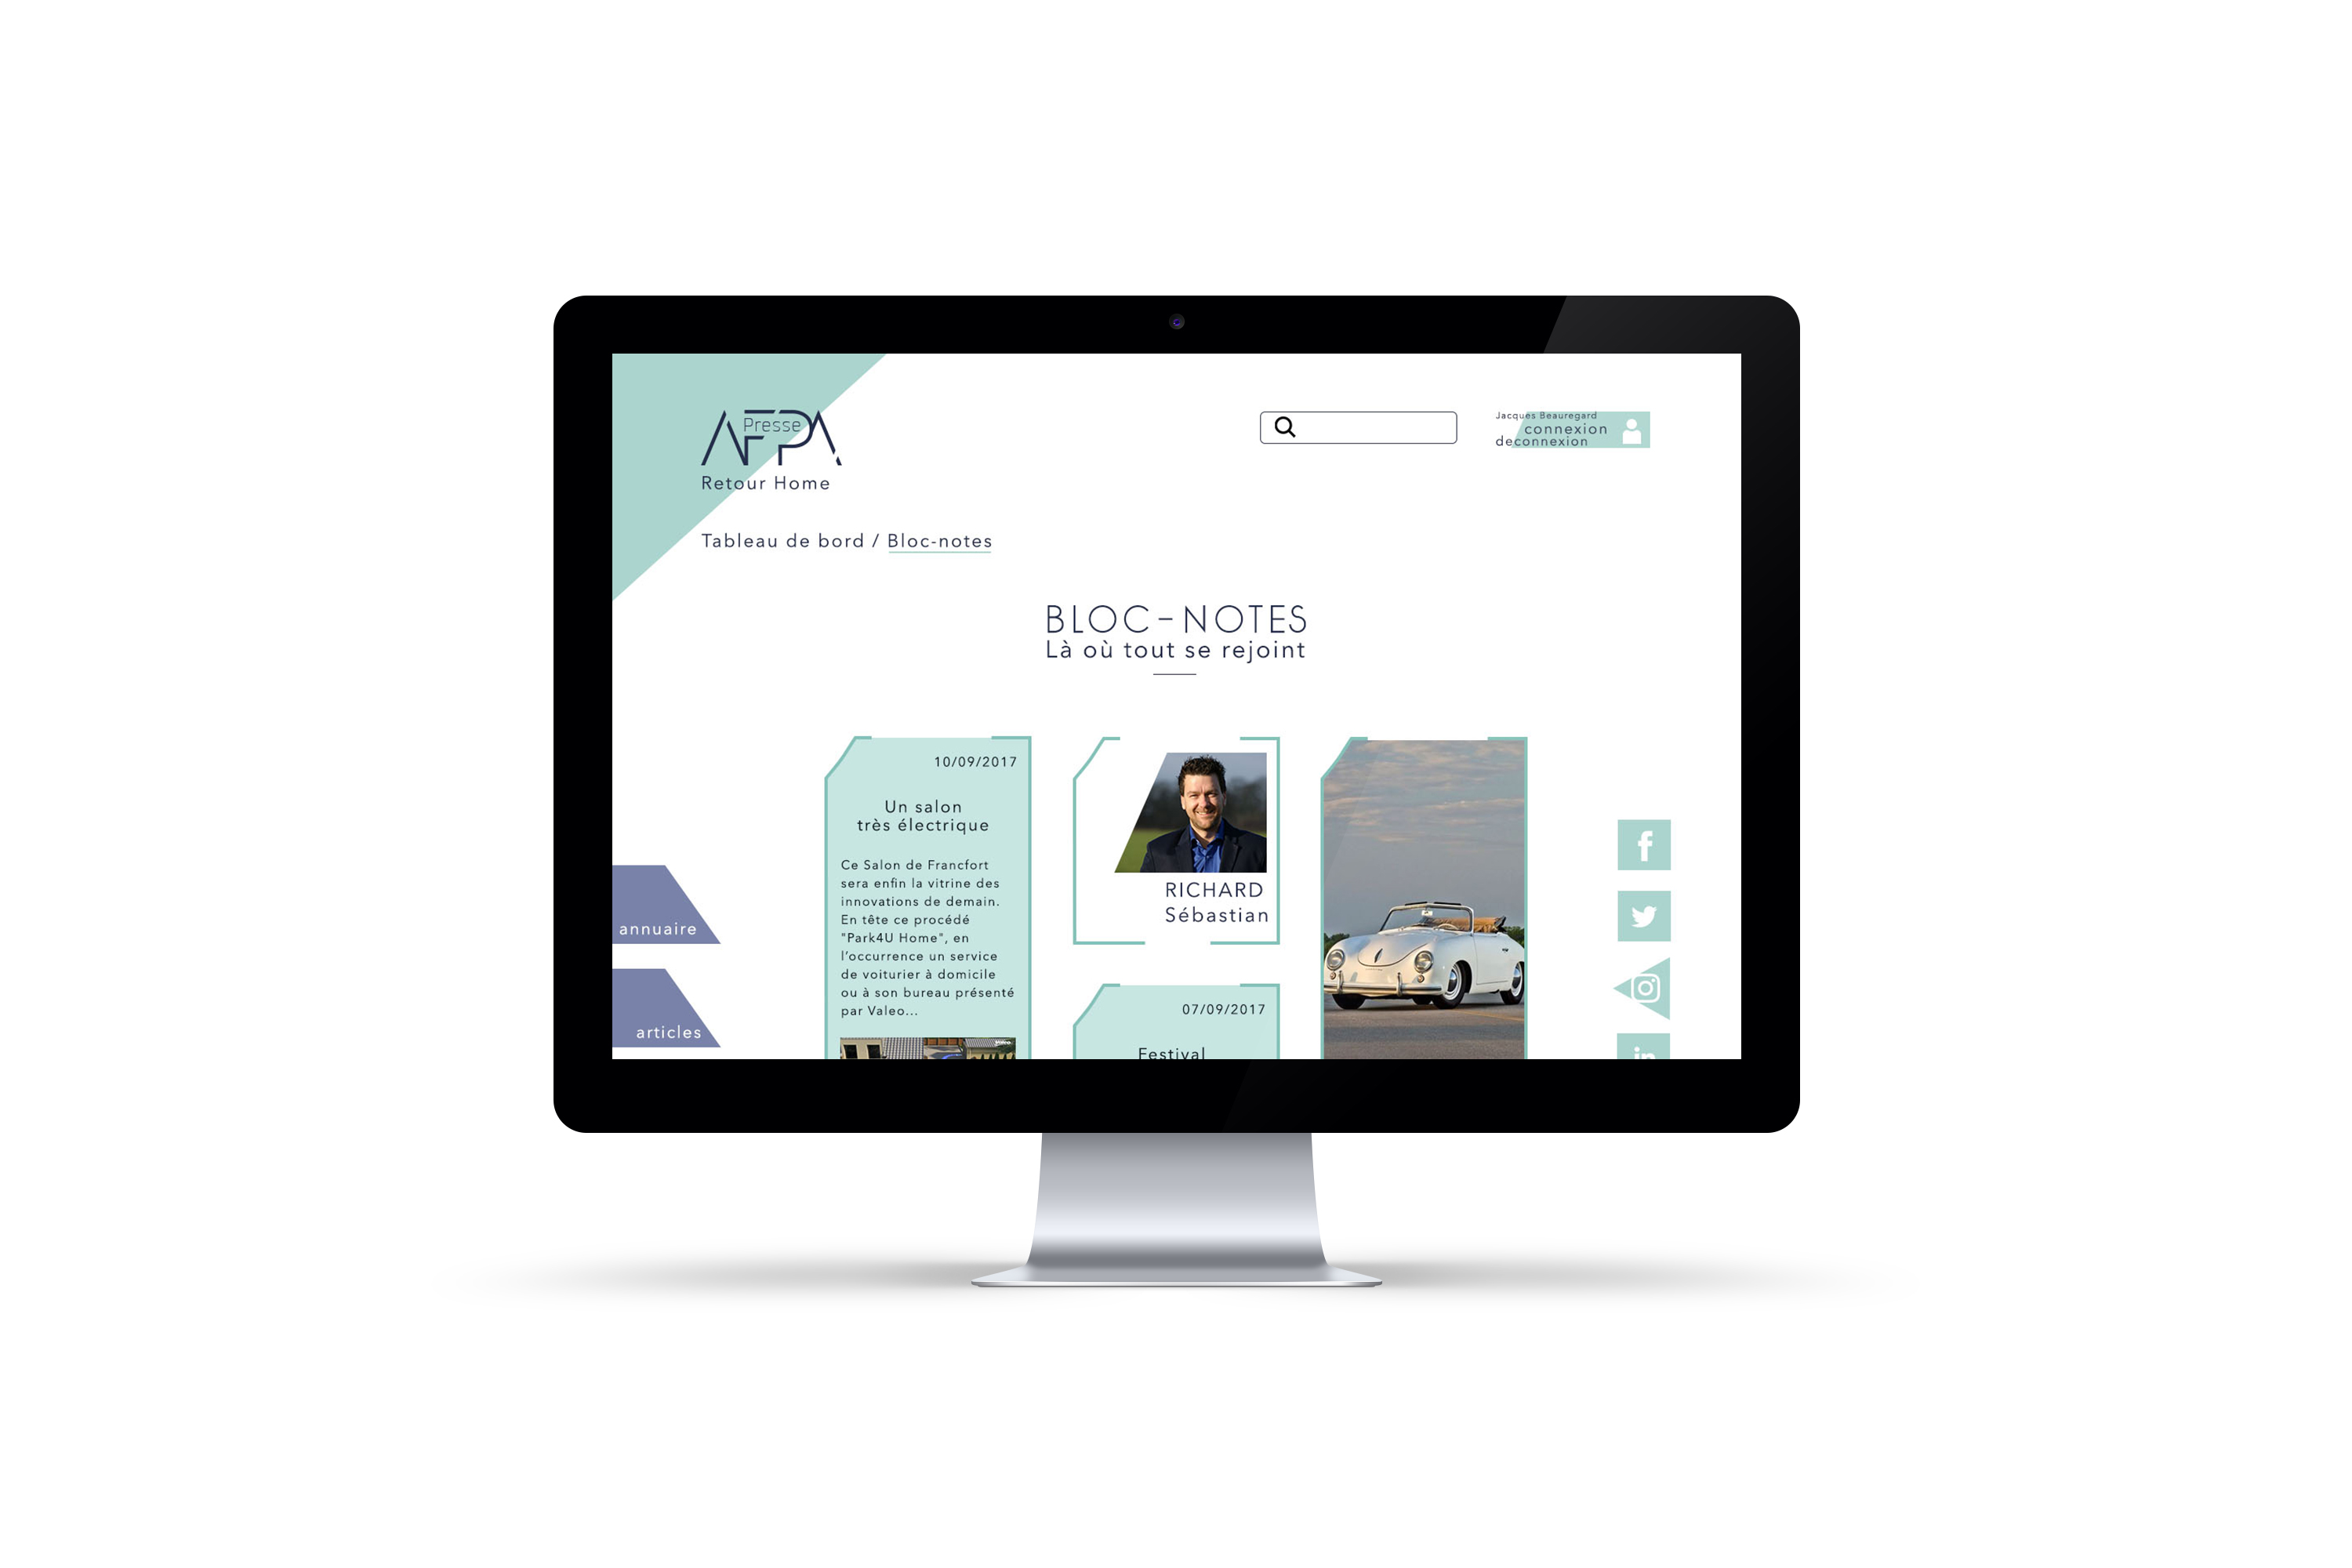 AFPA
Presse
Retour Home
Jacques Beauregard
connexion
deconnexion
Tableau de bord / Bloc-notes
BLOC-NOTES
Là où tout se rejoint
annuaire
articles
10/09/2017
Un salon
très électrique
Ce Salon de Francfort
sera enfin la vitrine des
innovations de demain.
En tête ce procédé
"Park4U Home", en
l'occurrence un service
de voiturier à domicile
ou à son bureau présenté
par Valeo...
Valeo
RICHARD
Sébastian
07/09/2017
Festival
f
in